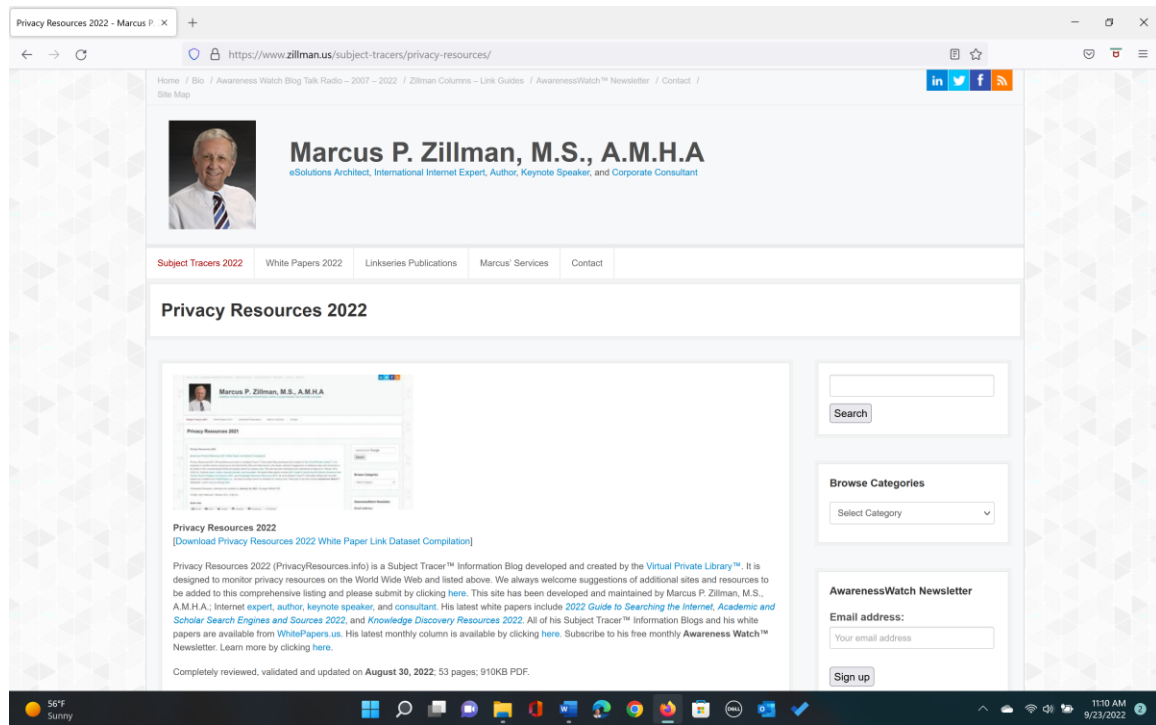 Privacy Resources 2022 - Marcus P.
https://www.zillman.us/subject-tracers/privacy-resources/
Home / Bio / Awareness Watch Blog Talk Radio – 2007 – 2022 / Zillman Columns – Link Guides / AwarenessWatch™ Newsletter / Contact /
Site Map
in
f
Marcus P. Zillman, M.S., A.M.H.A
eSolutions Architect, International Internet Expert, Author, Keynote Speaker, and Corporate Consultant
Subject Tracers 2022 White Papers 2022 Linkseries Publications Marcus' Services Contact
Privacy Resources 2022
Marcus P. Zillman, M.S., A.M.H.A
Privacy Resources 2021
Search
Browse Categories
Select Category
Privacy Resources 2022
[Download Privacy Resources 2022 White Paper Link Dataset Compilation]
Privacy Resources 2022 (PrivacyResources.info) is a Subject Tracer™ Information Blog developed and created by the Virtual Private Library™. It is
designed to monitor privacy resources on the World Wide Web and listed above. We always welcome suggestions of additional sites and resources to
be added to this comprehensive listing and please submit by clicking here. This site has been developed and maintained by Marcus P. Zillman, M.S.,
A.M.H.A.; Internet expert, author, keynote speaker, and consultant. His latest white papers include 2022 Guide to Searching the Internet, Academic and
Scholar Search Engines and Sources 2022, and Knowledge Discovery Resources 2022. All of his Subject Tracer™ Information Blogs and his white
papers are available from WhitePapers.us. His latest monthly column is available by clicking here. Subscribe to his free monthly Awareness Watch™
Newsletter. Learn more by clicking here.
Completely reviewed, validated and updated on August 30, 2022; 53 pages; 910KB PDF.
AwarenessWatch Newsletter
Email address:
Your email address
Sign up
56°F
Sunny
DELL
11:10 AM
9/23/2022
2